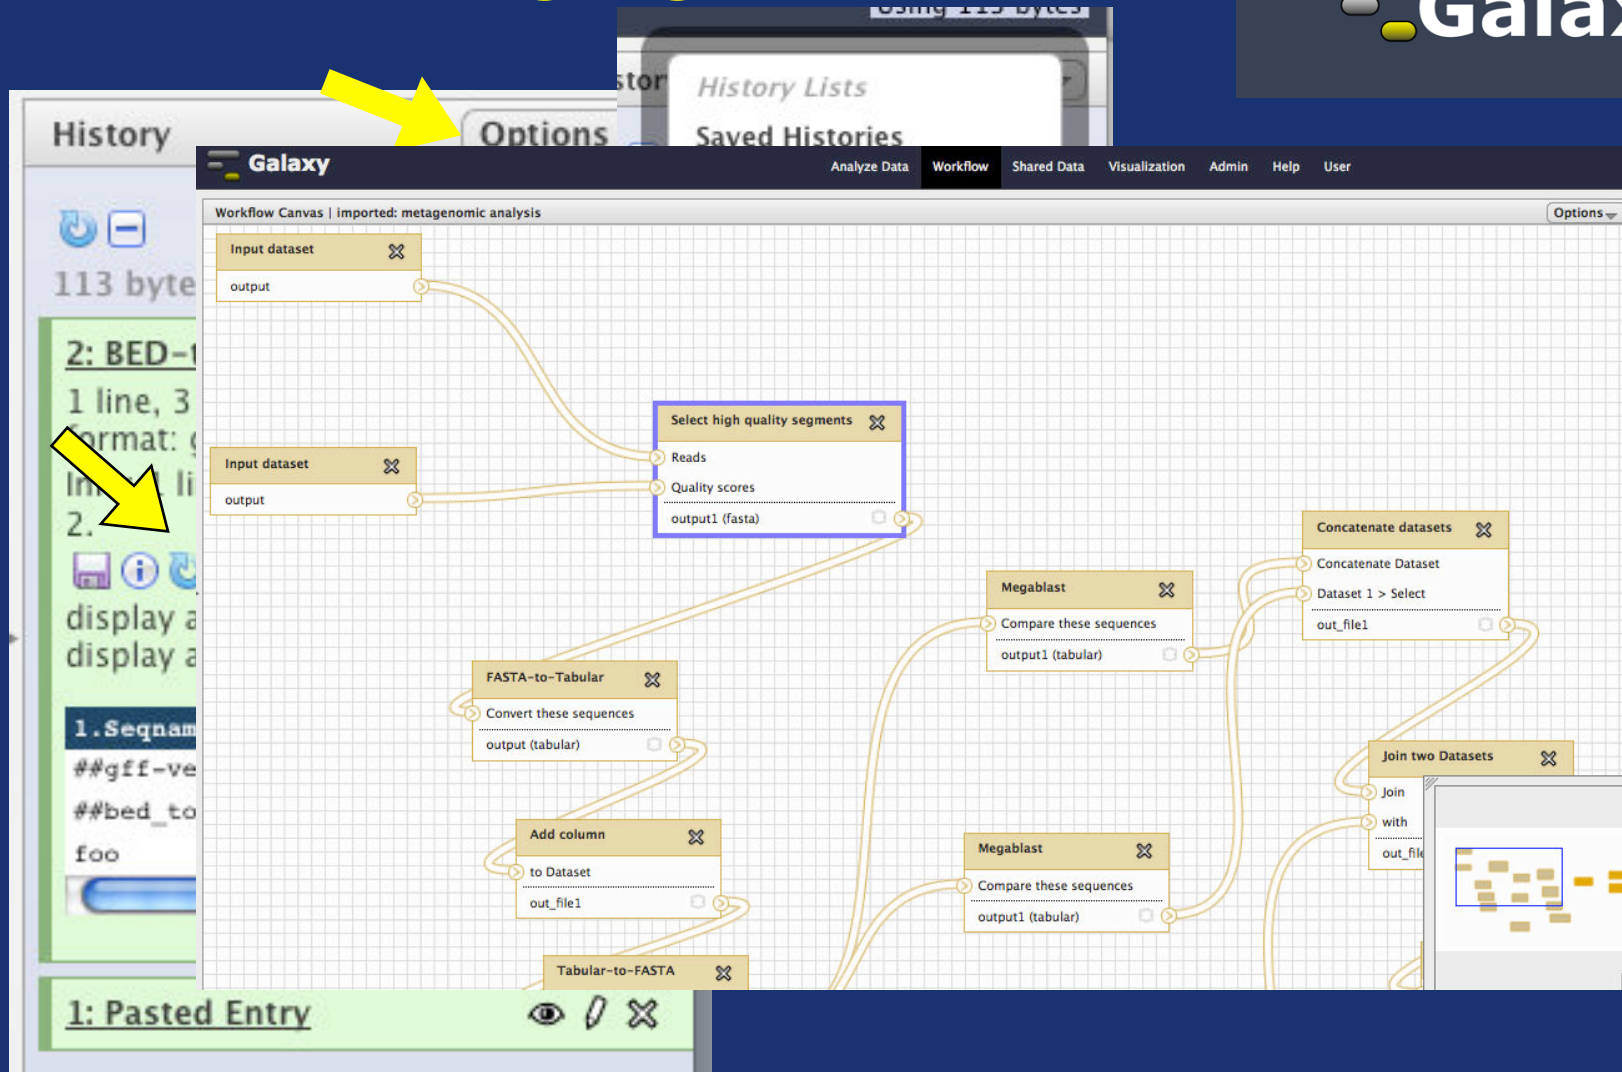 Using 113 bytes
History Lists
Saved Histories
History
Options
113
2:
1 line, 3
2.
display
display
1.Seqnam
##gff-ve
##bed_to
foo
1: Pasted Entry
Galaxy
Analyze Data Workflow Shared Data Visualization Admin Help User
Workflow Canvas | imported: metagenomic analysis
Options
Input dataset
output
Input dataset
output
Select high quality segments
Reads
Quality scores
output1 (fasta)
FASTA-to-Tabular
Convert these sequences
output (tabular)
Add column
to Dataset
out_file1
Tabular-to-FASTA
Megablast
Compare these sequences
output1 (tabular)
Megablast
Compare these sequences
output1 (tabular)
Concatenate datasets
Concatenate Dataset
Dataset 1 > Select
out_file1
Join two Datasets
Join
with